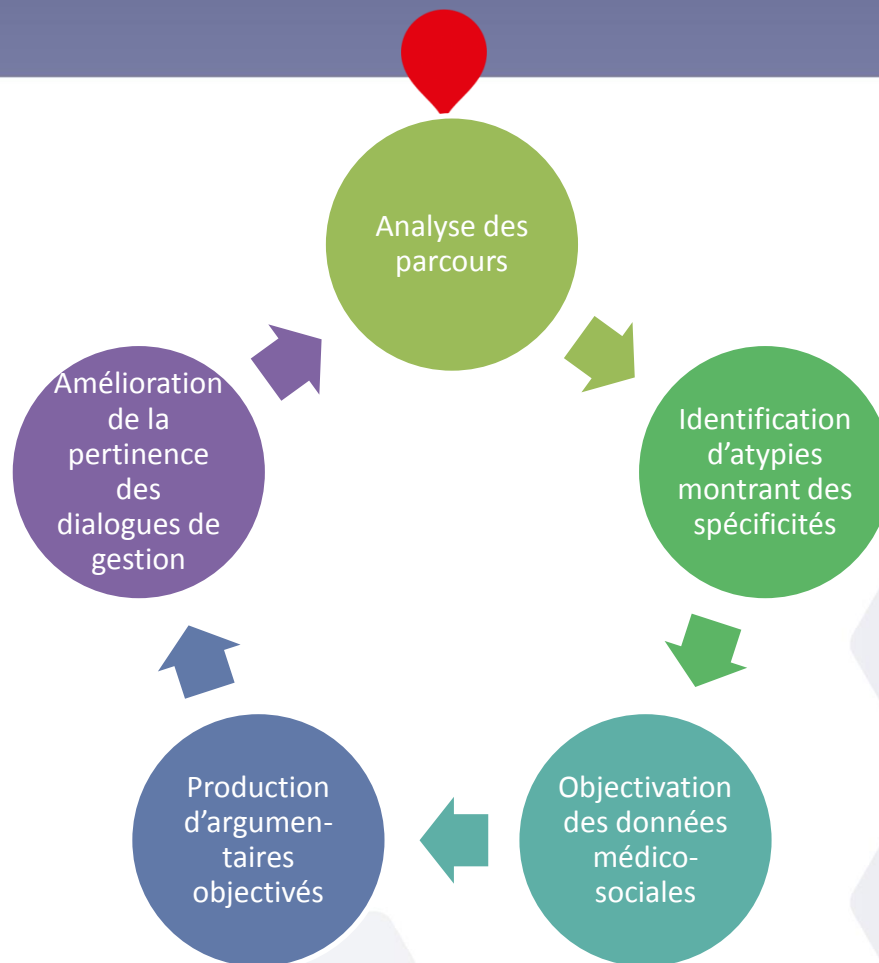 Analyse des
parcours
Identification
d’atypies
montrant des
spécificités
Objectivation
des données
médico-
sociales
Production
d’argumen-
taires
objectivés
Amélioration
de la
pertinence
des
dialogues de
gestion